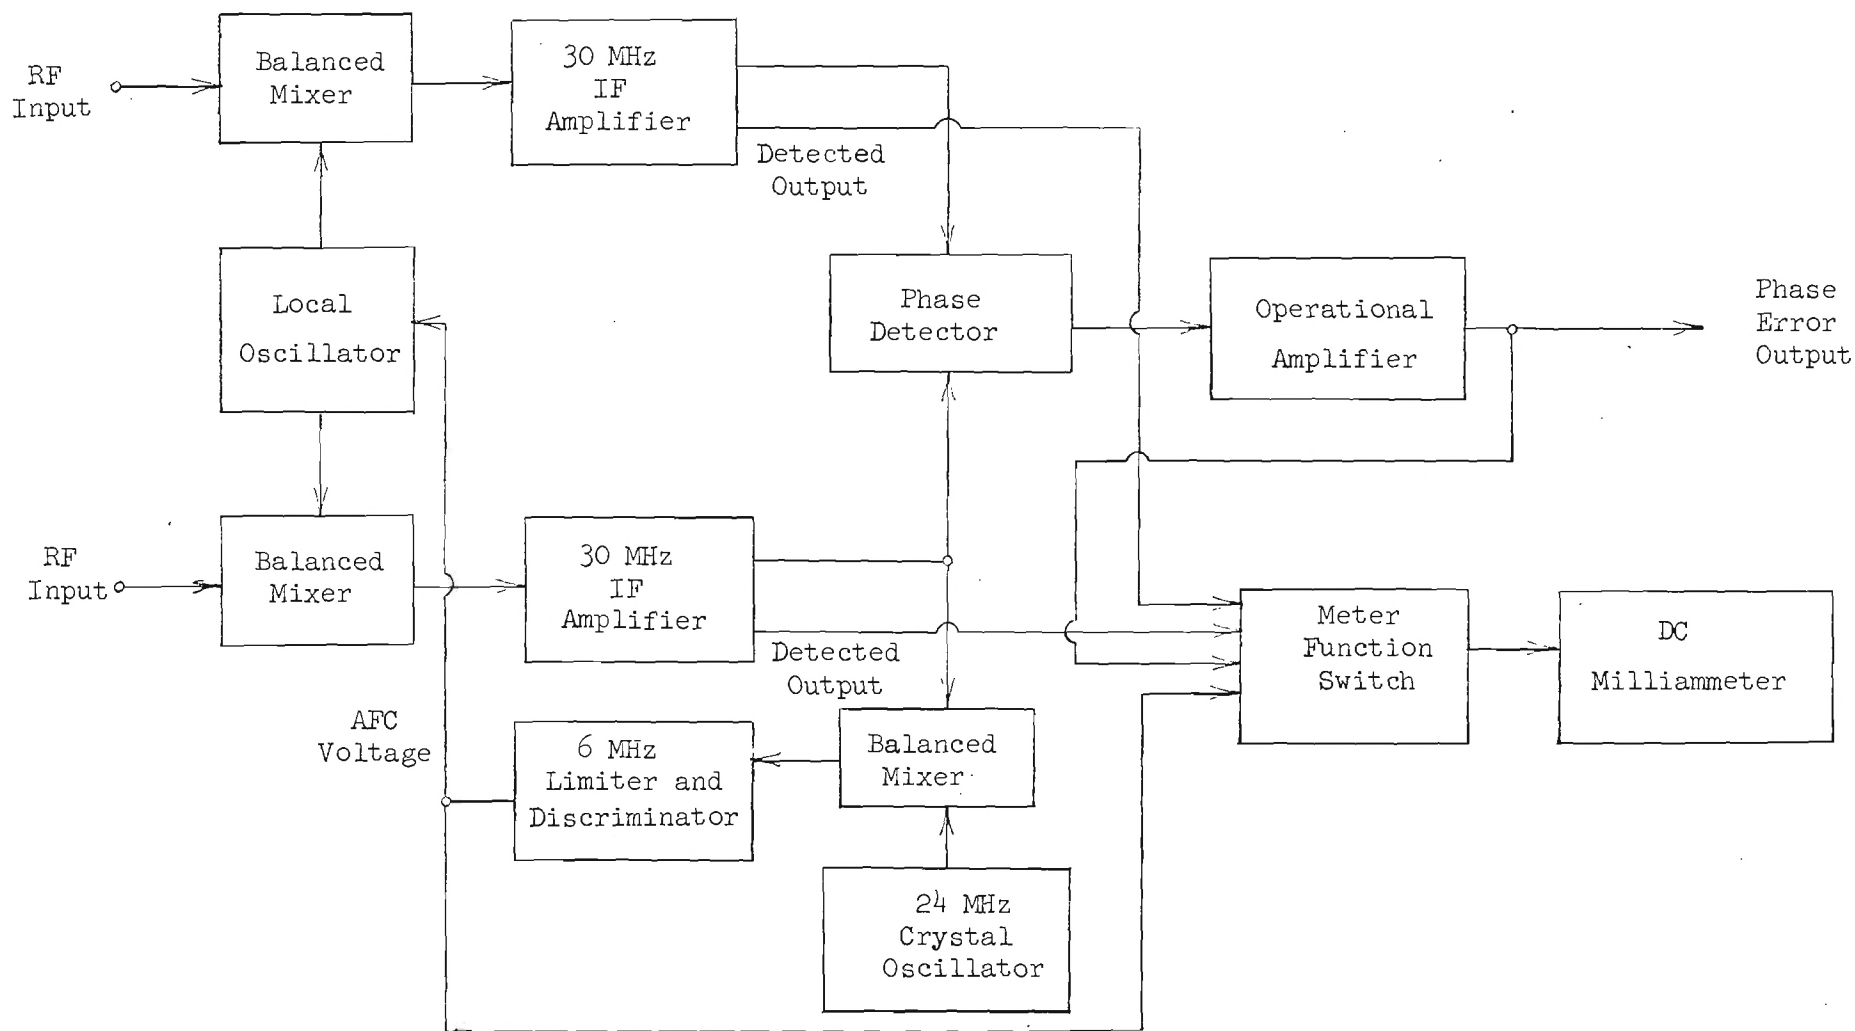 RF
Input
Balanced
Mixer
30 MHz
IF
Amplifier
Detected
Output
Local
Oscillator
Phase
Detector
Operational
Amplifier
Phase
Error
Output
RF
Input
Balanced
Mixer
30 MHz
IF
Amplifier
Detected
Output
Meter
Function
Switch
DC
Milliammeter
AFC
Voltage
6 MHz
Limiter and
Discriminator
Balanced
Mixer
24 MHz
Crystal
Oscillator